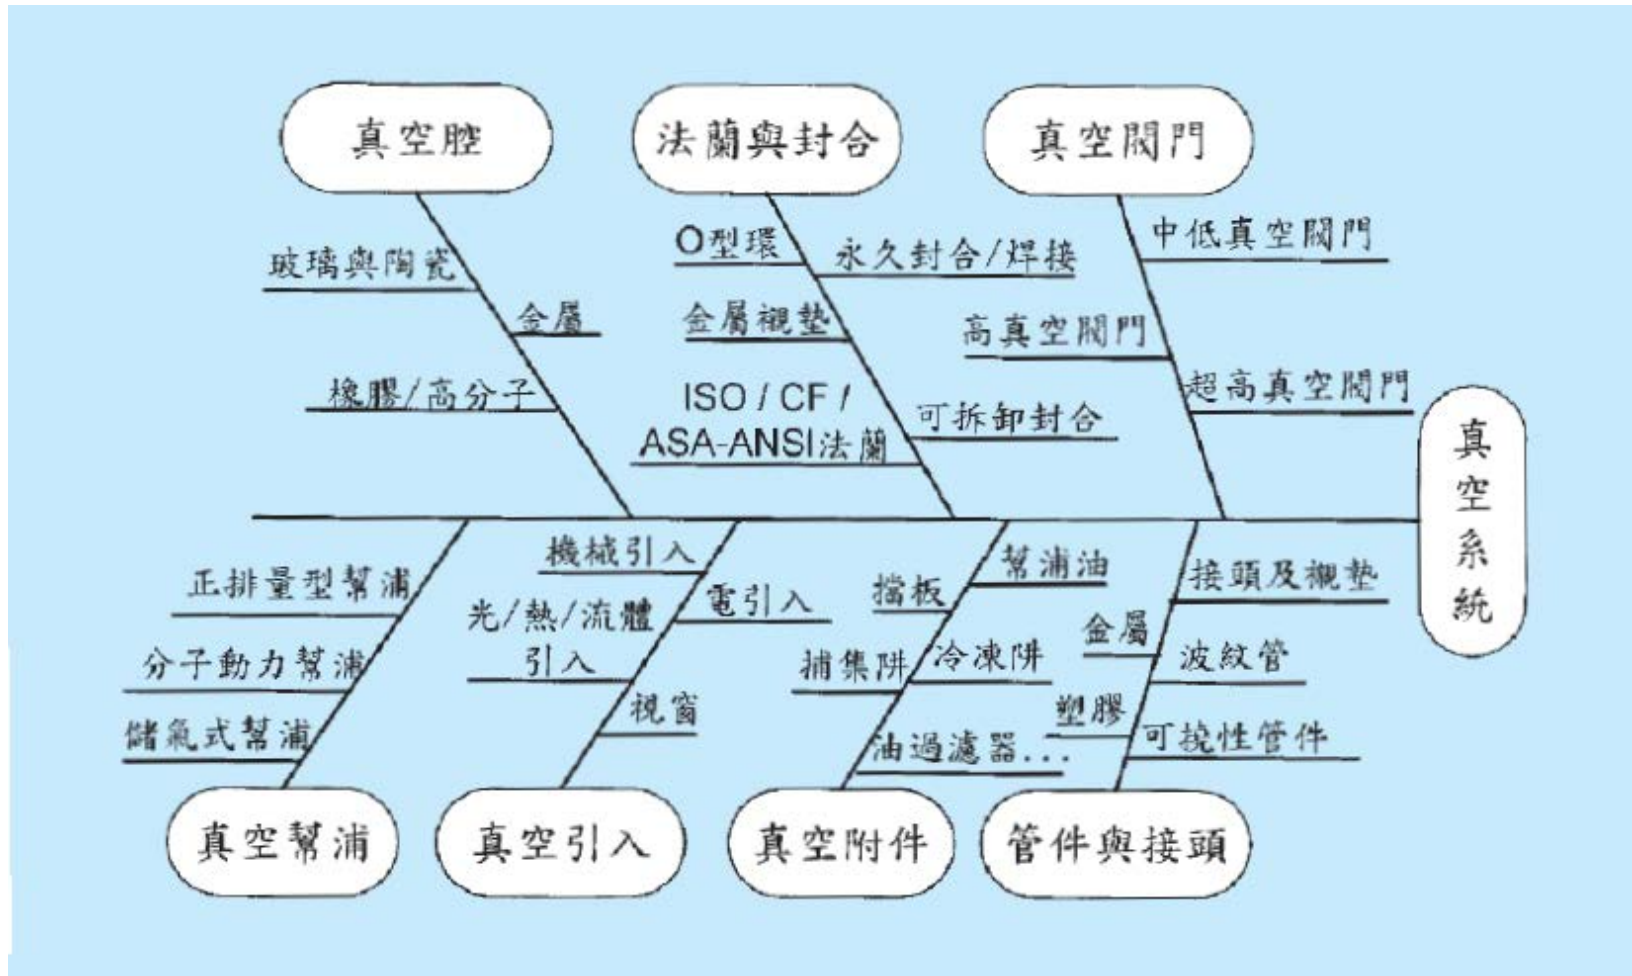 真空腔
法蘭與封合
真空閥門
玻璃與陶瓷
金屬
橡膠/高分子
O型環
永久封合/焊接
金屬襯墊
ISO / CF /
ASA-ANSI法蘭
可拆卸封合
中低真空閥門
高真空閥門
超高真空閥門
真空系統
正排量型幫浦
分子動力幫浦
儲氣式幫浦
機械引入
電引入
光/熱/流體
引入
視窗
幫浦油
擋板
冷凍阱
捕集阱
油過濾器...
接頭及襯墊
金屬
波紋管
塑膠
可撓性管件
真空幫浦
真空引入
真空附件
管件與接頭